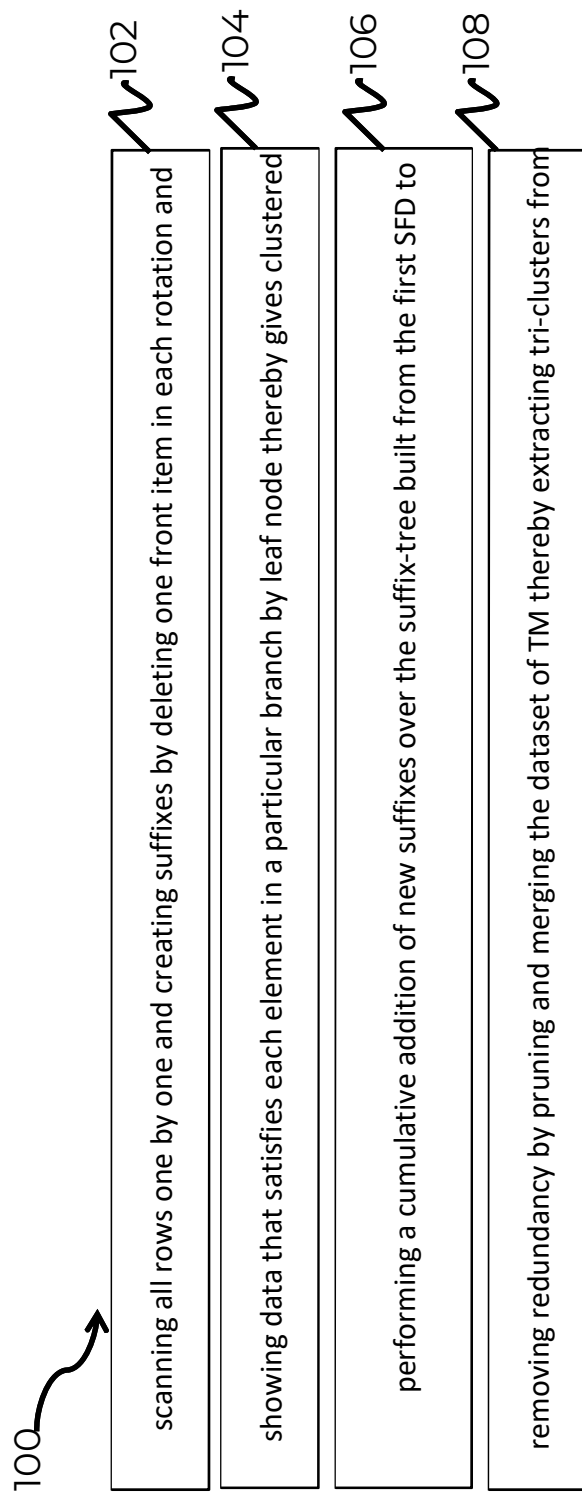 100
scanning all rows one by one and creating suffixes by deleting one front item in each rotation and
102
showing data that satisfies each element in a particular branch by leaf node thereby gives clustered
104
performing a cumulative addition of new suffixes over the suffix-tree built from the first SFD to
106
removing redundancy by pruning and merging the dataset of TM thereby extracting tri-clusters from
108